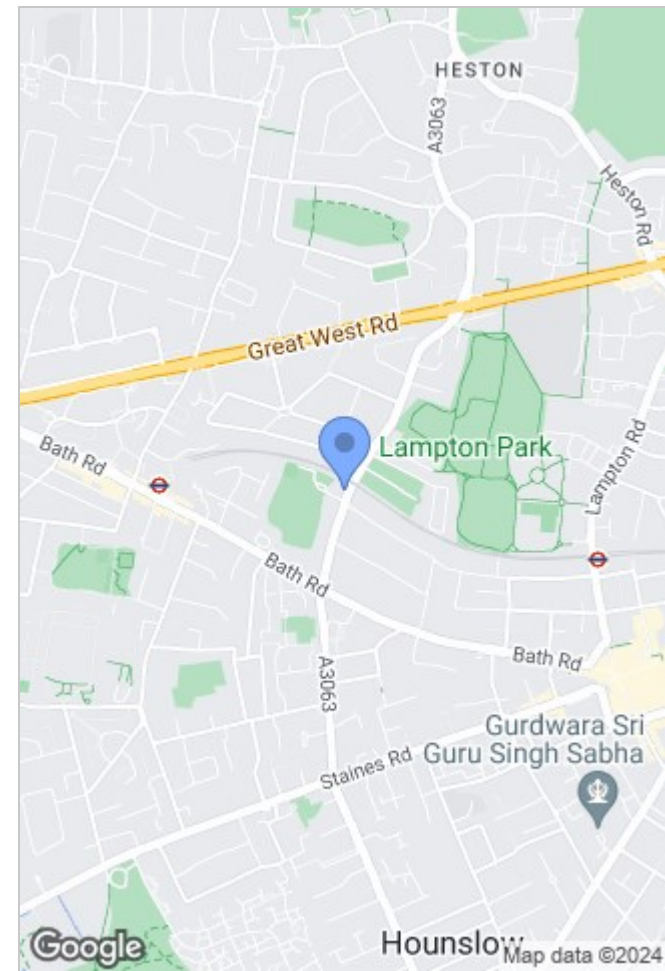 HESTON
A3063
Heston Rd
Great West Rd
Lampton Park
Lampton Rd
Bath Rd
Bath Rd
Bath Rd
A3063
Gurdwara Sri
Guru Singh Sabha
Staines Rd
Hounslow
Google
Map data ©2024